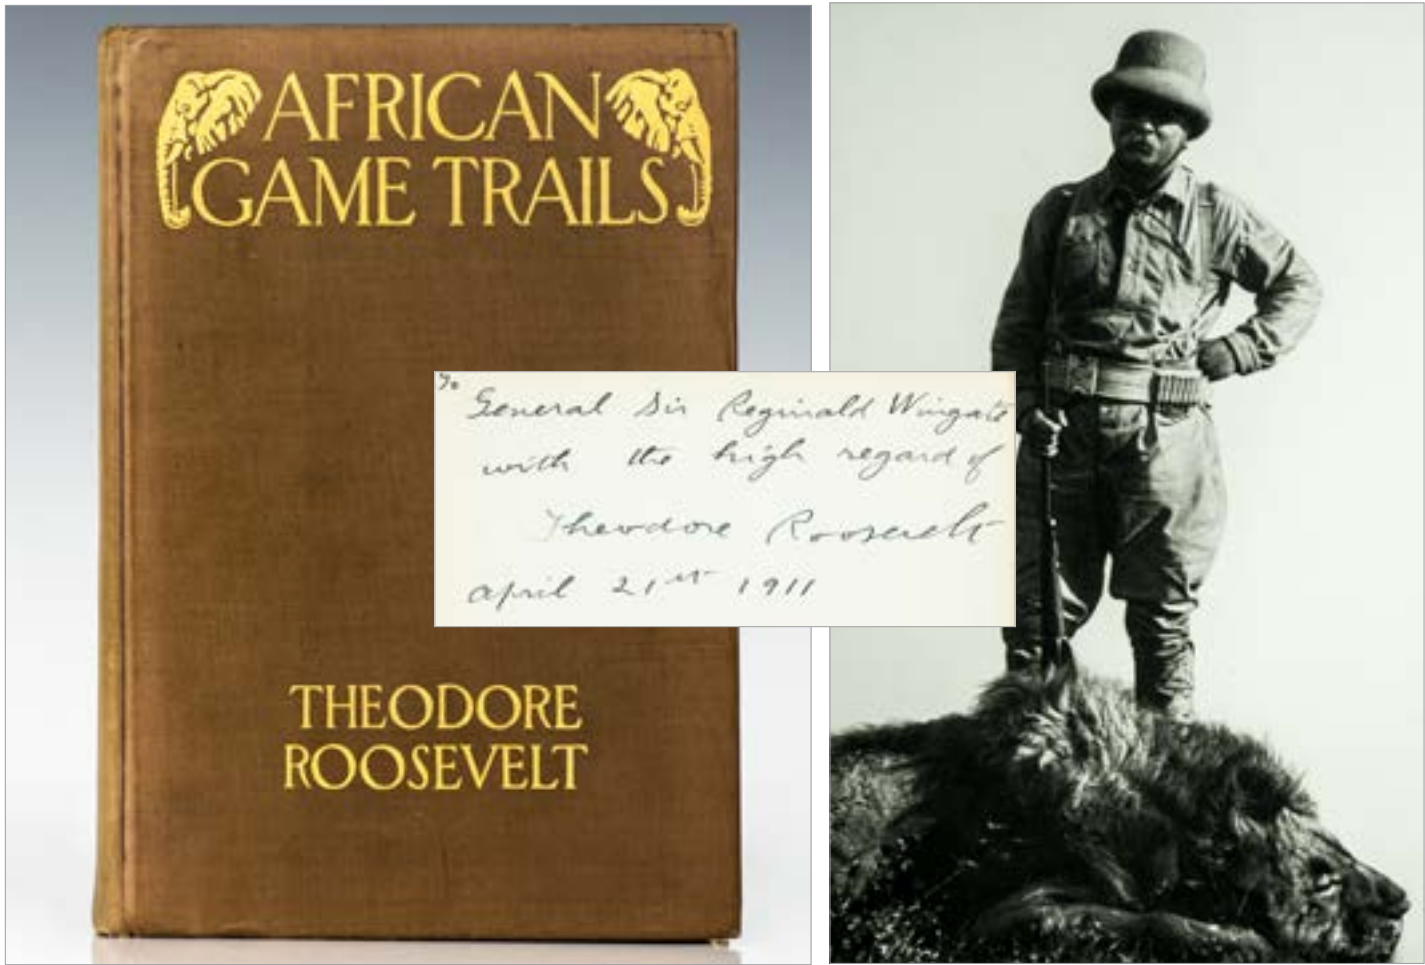 AFRICAN
GAME TRAILS
To
General Sir Reginald Wingate
with the high regard of
Theodore Roosevelt
April 21st 1911
THEODORE
ROOSEVELT